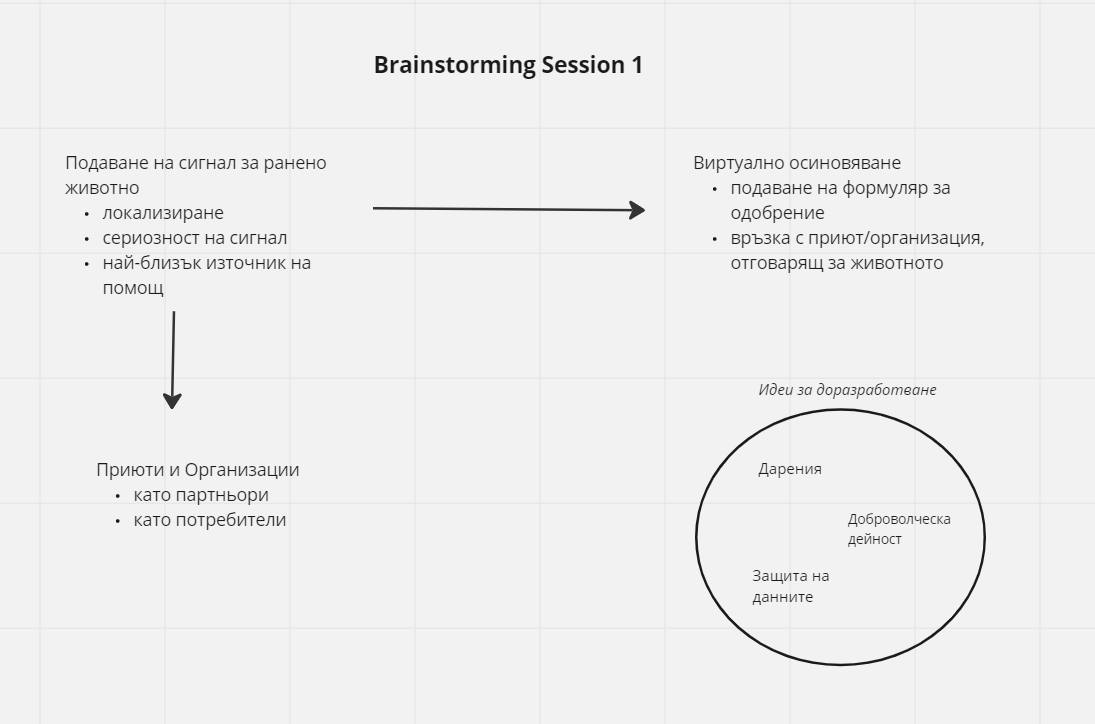 Brainstorming Session 1
Подаване на сигнал за ранено
животно
• локализиране
• сериозност на сигнал
• най-близък източник на
помощ
Виртуално осиновяване
• подаване на формуляр за
одобрение
• връзка с приют/организация,
отговарящ за животното
Приюти и Организации
• като партньори
• като потребители
Идеи за доразработване
Дарения
Доброволческа
дейност
Защита на
данните